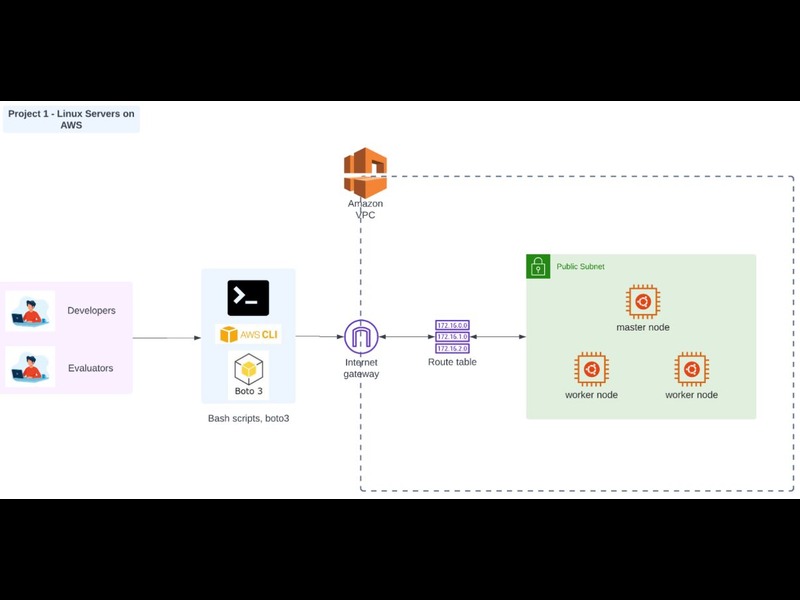 Project 1 - Linux Servers on
AWS
Amazon
VPC
Public Subnet
master node
worker node
worker node
Developers
Evaluators
>_
AWS CLI
Boto 3
Bash scripts, boto3
Internet
gateway
172.16.0.0
172.16.1.0
172.16.2.0
Route table